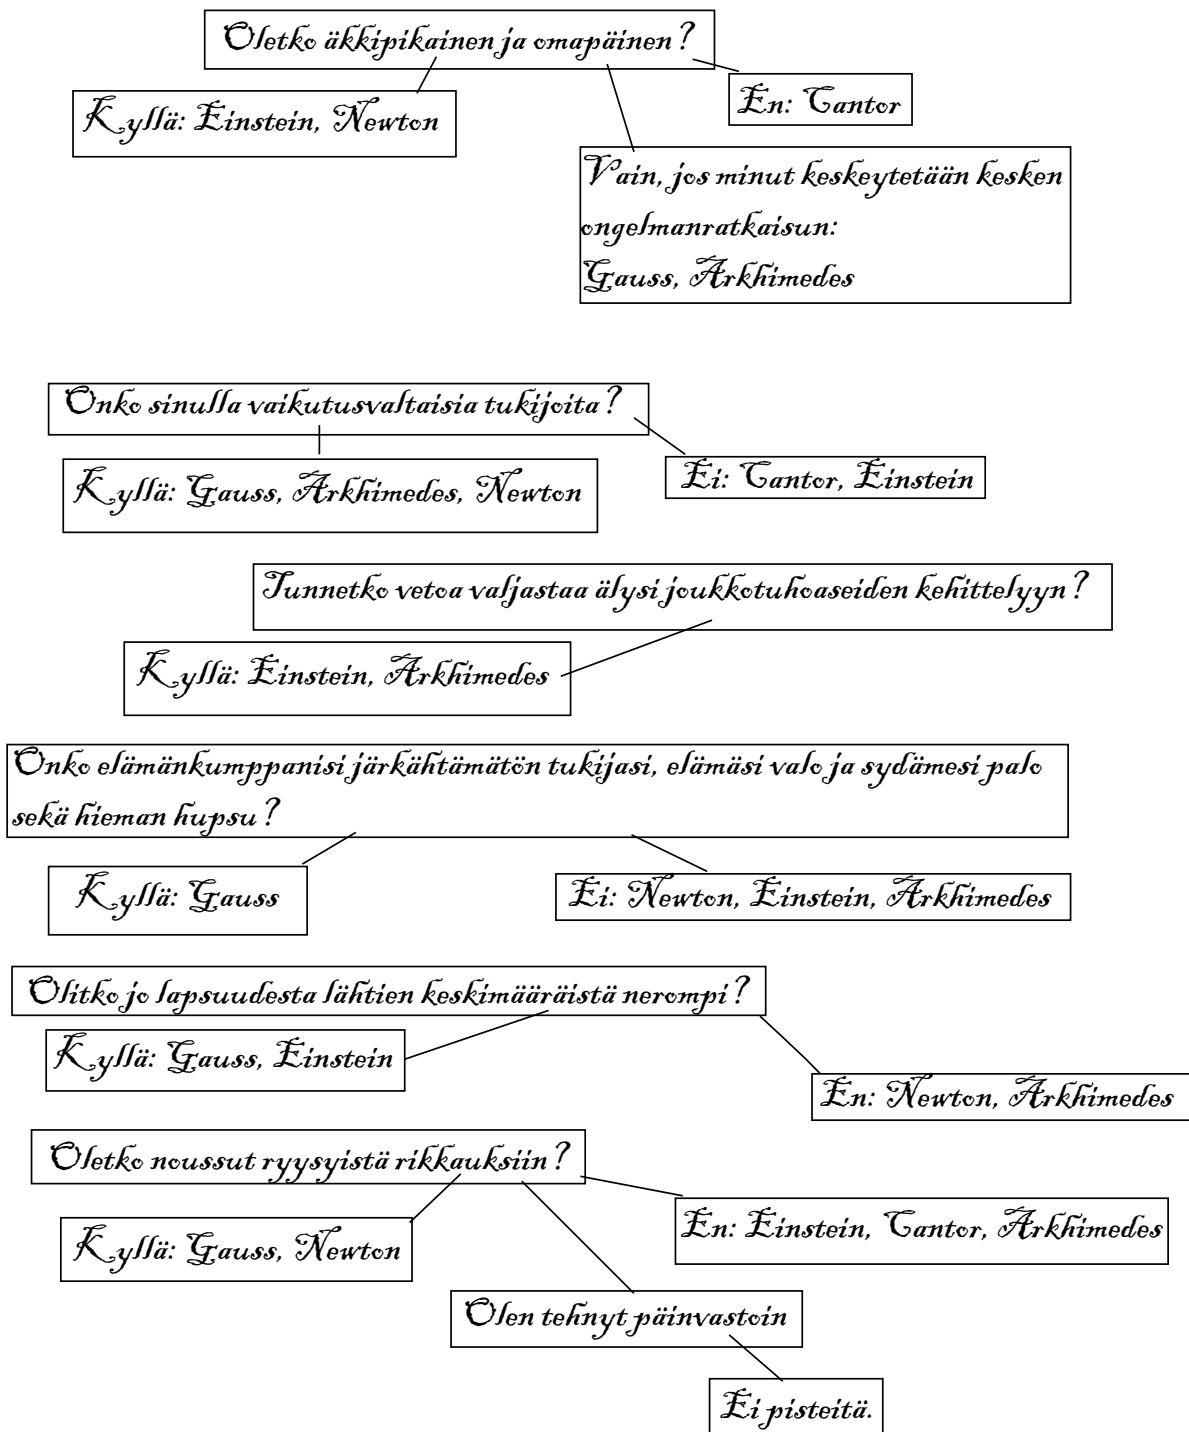 Oletko äkkipikainen ja omapäinen?
Kyllä: Einstein, Newton
En: Cantor
Vain, jos minut keskeytetään kesken
ongelmanratkaisun:
Gauss, Arkhimedes
Onko sinulla vaikutusvaltaisia tukijoita?
Kyllä: Gauss, Arkhimedes, Newton
Ei: Cantor, Einstein
Tunnetko vetoa valjastaa älysi joukkotuhoaseiden kehittelyyn?
Kyllä: Einstein, Arkhimedes
Onko elämänkumppanisi järkähtämätön tukijasi, elämäsi valo ja sydämesi palo
sekä hieman hupsu?
Kyllä: Gauss
Ei: Newton, Einstein, Arkhimedes
Olitko jo lapsuudesta lähtien keskimääräistä nerompi?
Kyllä: Gauss, Einstein
En: Newton, Arkhimedes
Oletko noussut ryysyistä rikkauksiin?
Kyllä: Gauss, Newton
En: Einstein, Cantor, Arkhimedes
Olen tehnyt päinvastoin
Ei pisteitä.